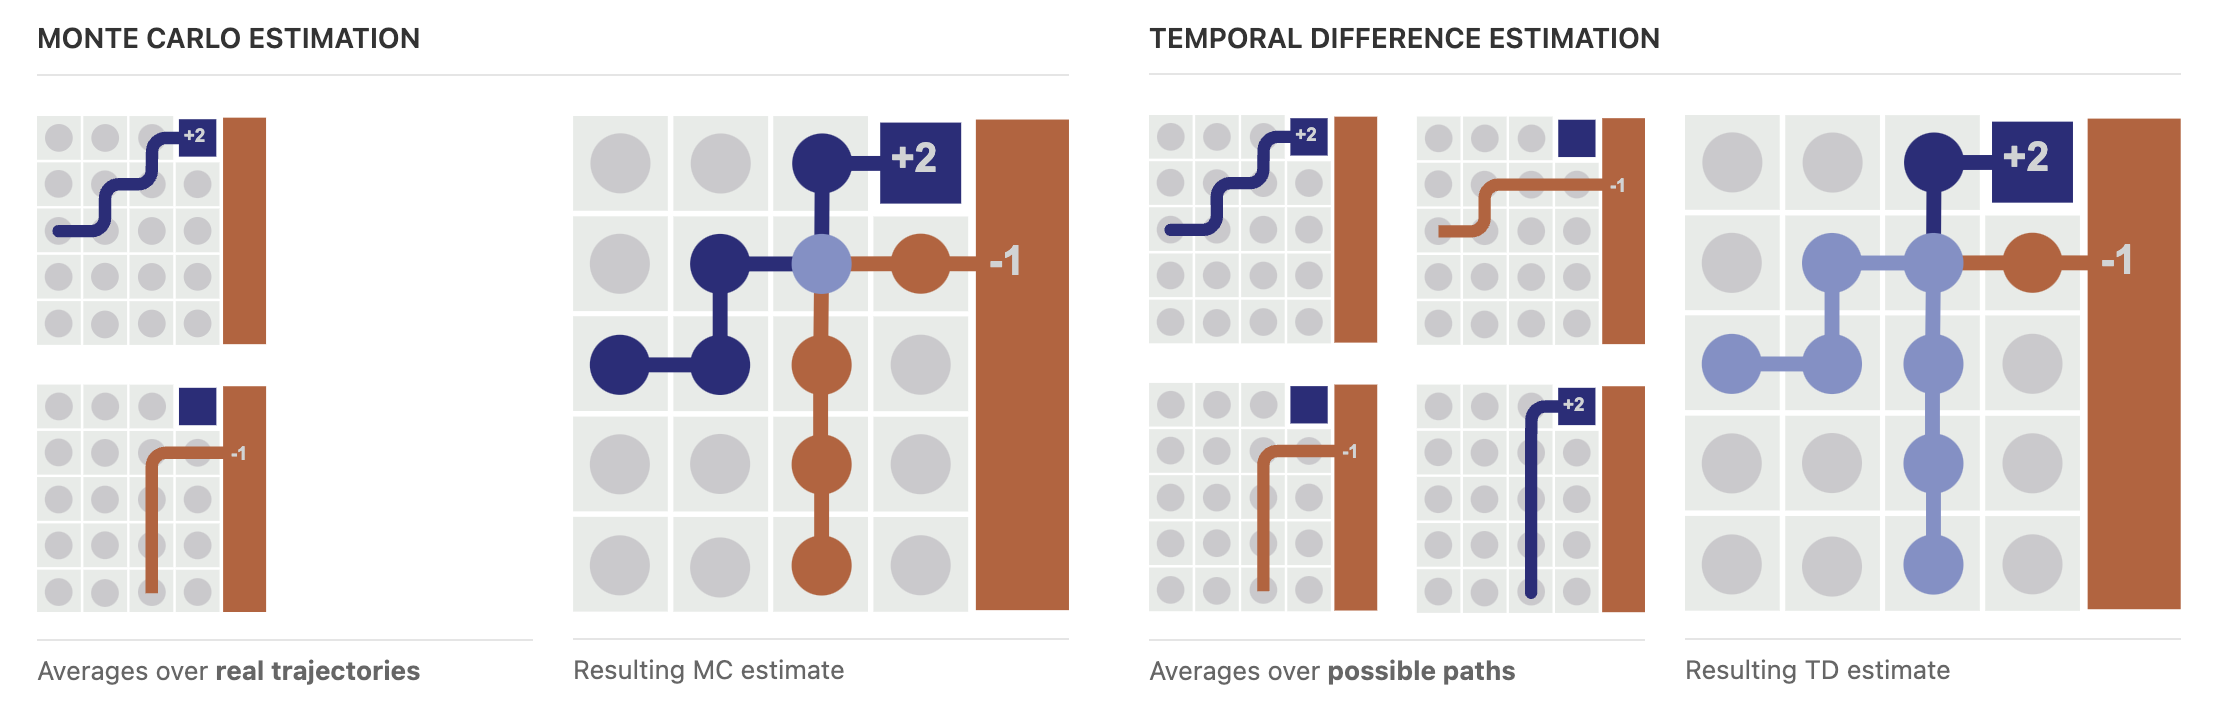 MONTE CARLO ESTIMATION
+2
-1
+2
-1
Averages over real trajectories
Resulting MC estimate
TEMPORAL DIFFERENCE ESTIMATION
+2
-1
-1
+2
+2
-1
Averages over possible paths
Resulting TD estimate